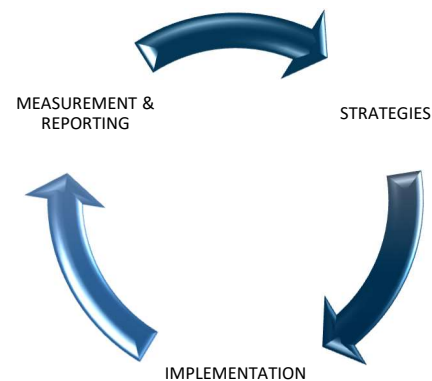 MEASUREMENT &
REPORTING
STRATEGIES
IMPLEMENTATION